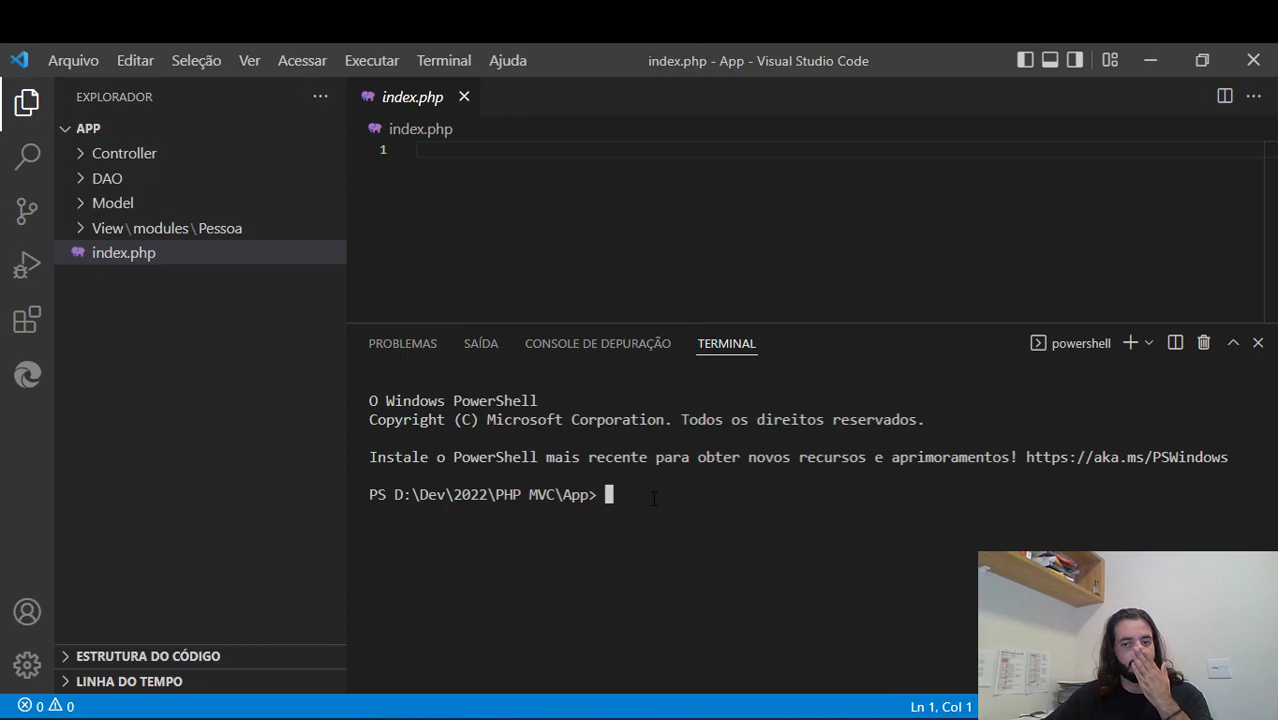 Arquivo Editar Seleção Ver Acessar Executar Terminal Ajuda index.php - App - Visual Studio Code
EXPLORADOR
index.php
APP
index.php
Controller
1
DAO
Model
View\modules\Pessoa
index.php
PROBLEMAS SAÍDA CONSOLE DE DEPURAÇÃO TERMINAL powershell
O Windows PowerShell
Copyright (C) Microsoft Corporation. Todos os direitos reservados.
Instale o PowerShell mais recente para obter novos recursos e aprimoramentos! https://aka.ms/PSWindows
PS D:\Dev\2022\PHP MVC\App>
ESTRUTURA DO CÓDIGO
LINHA DO TEMPO
0 0 Ln 1, Col 1